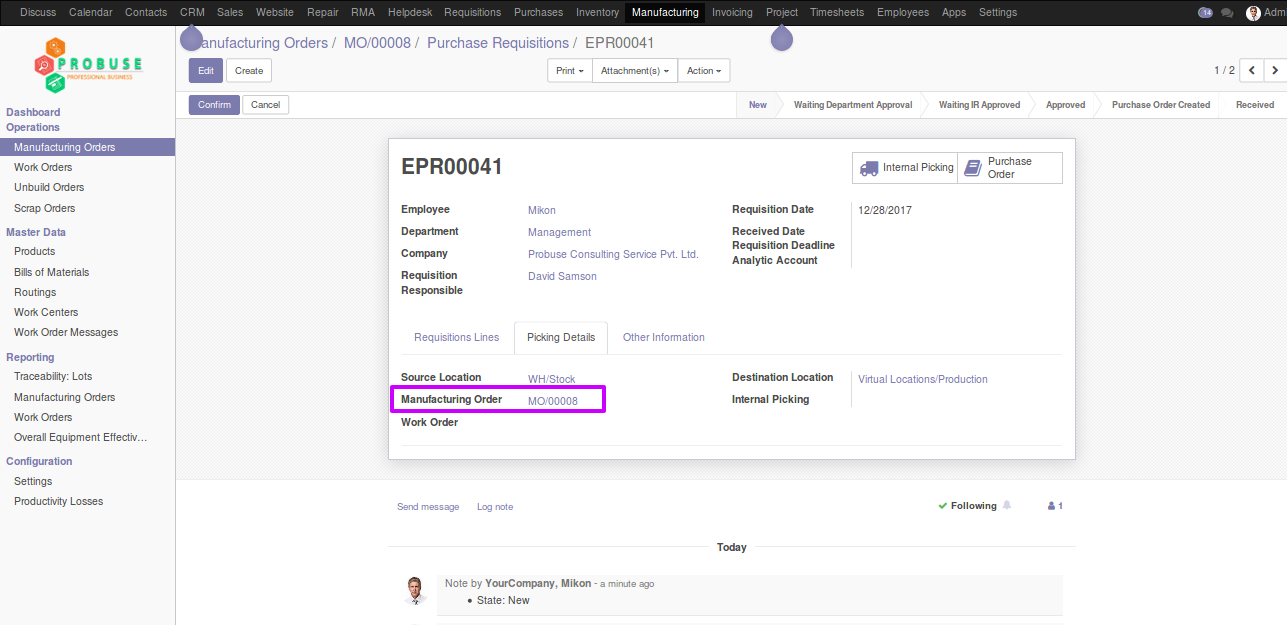 Discuss Calendar Contacts CRM Sales Website Repair RMA Helpdesk Requisitions Purchases Inventory Manufacturing Invoicing Project Timesheets Employees Apps Settings 14 Adm
PROBUSE
PROFESSIONAL BUSINESS
anufacturing Orders / MO/00008 / Purchase Requisitions / EPR00041
Edit Create Print Attachment(s) Action 1 / 2
Confirm Cancel New Waiting Department Approval Waiting IR Approved Approved Purchase Order Created Received
Dashboard
Operations
Manufacturing Orders
Work Orders
Unbuild Orders
Scrap Orders
Master Data
Products
Bills of Materials
Routings
Work Centers
Work Order Messages
Reporting
Traceability: Lots
Manufacturing Orders
Work Orders
Overall Equipment Effectiv...
Configuration
Settings
Productivity Losses
EPR00041
Internal Picking
Purchase
Order
Employee Mikon
Department Management
Company Probuse Consulting Service Pvt. Ltd.
Requisition David Samson
Responsible
Requisition Date 12/28/2017
Received Date
Requisition Deadline
Analytic Account
Requisitions Lines Picking Details Other Information
Source Location WH/Stock
Manufacturing Order MO/00008
Work Order
Destination Location Virtual Locations/Production
Internal Picking
Send message Log note Following 1
Today
Note by YourCompany, Mikon - a minute ago
• State: New